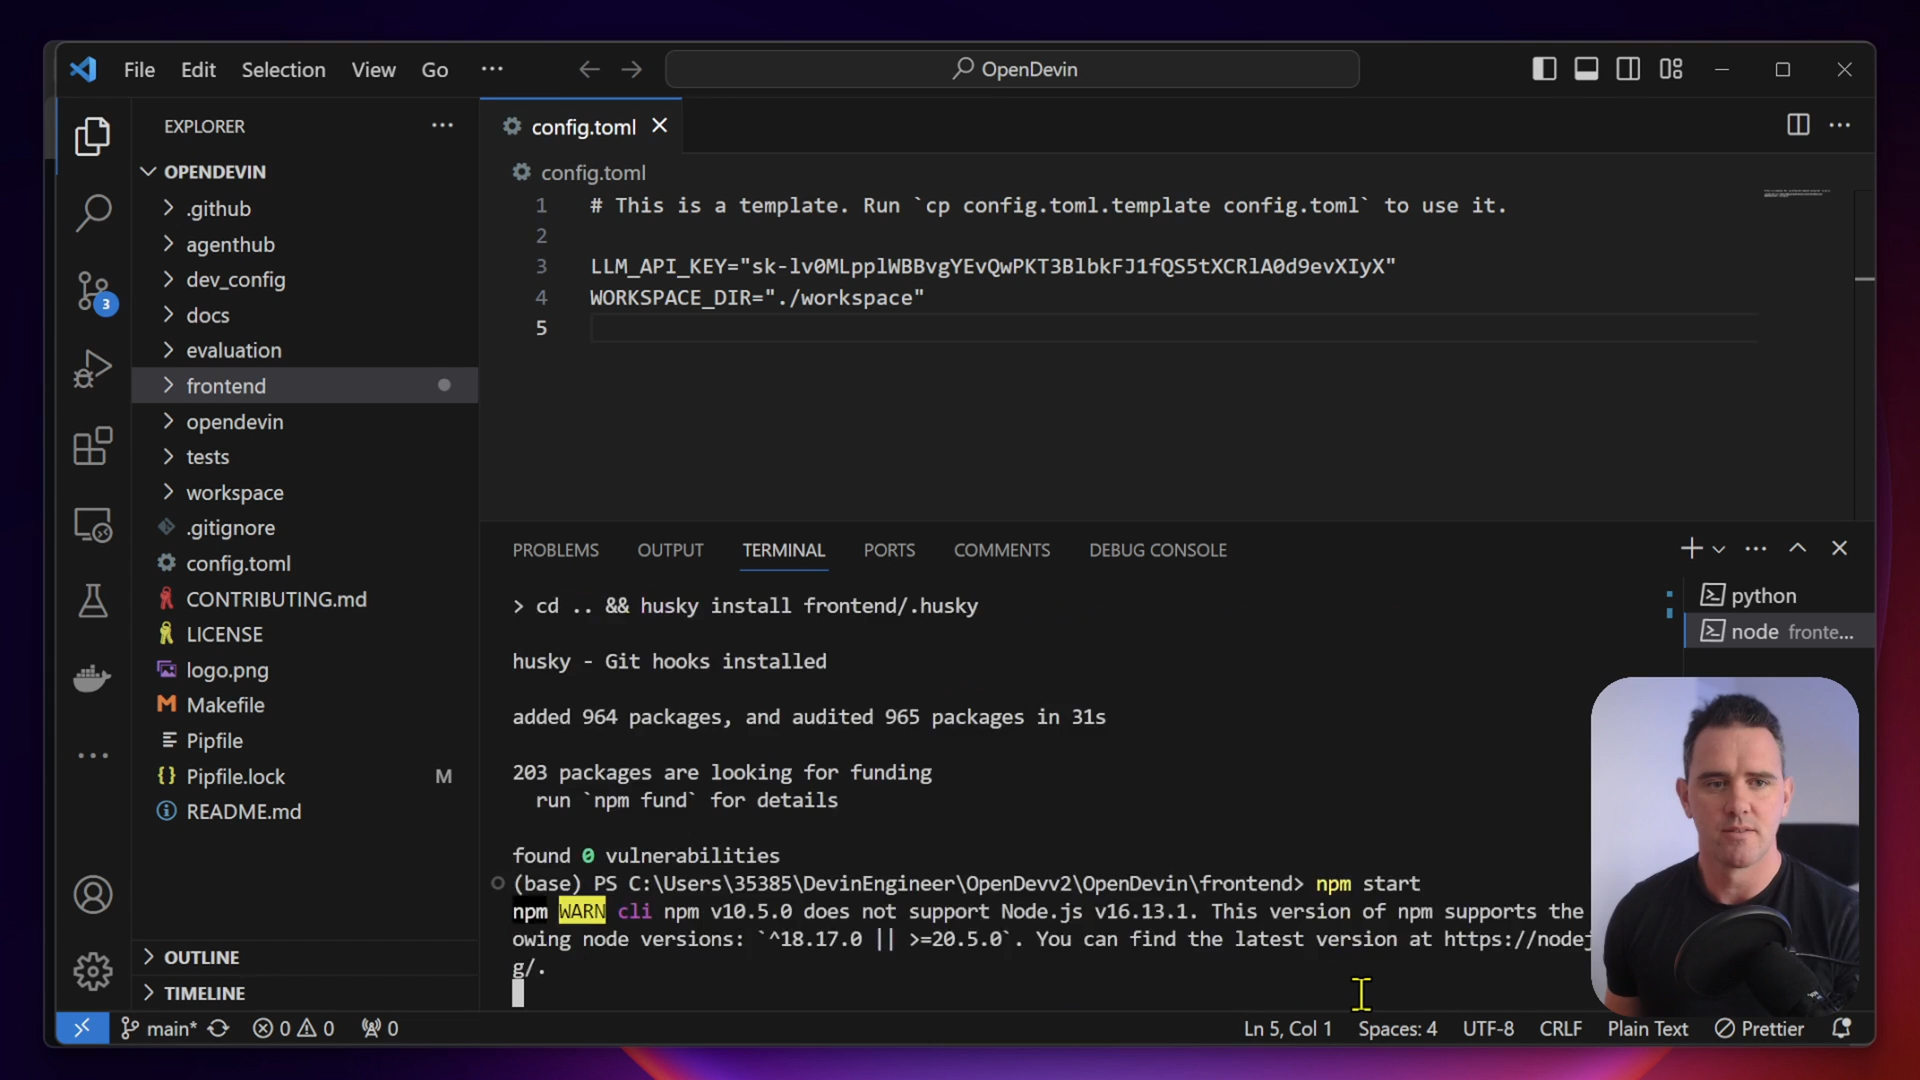 File Edit Selection View Go ··· OpenDevin
EXPLORER
OPENDEVIN
.github
agenthub
dev_config
docs
evaluation
frontend
opendevin
tests
workspace
.gitignore
config.toml
CONTRIBUTING.md
LICENSE
logo.png
Makefile
Pipfile
Pipfile.lock M
README.md
OUTLINE
TIMELINE
3
config.toml
config.toml
1 # This is a template. Run `cp config.toml.template config.toml` to use it.
2
3 LLM_API_KEY="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"
4 WORKSPACE_DIR="./workspace"
5
PROBLEMS OUTPUT TERMINAL PORTS COMMENTS DEBUG CONSOLE
python
node fronte...
> cd .. && husky install frontend/.husky
husky - Git hooks installed
added 964 packages, and audited 965 packages in 31s
203 packages are looking for funding
run `npm fund` for details
found 0 vulnerabilities
(base) PS C:\Users\35385\DevinEngineer\OpenDevv2\OpenDevin\frontend> npm start
npm WARN cli npm v10.5.0 does not support Node.js v16.13.1. This version of npm supports the
owing node versions: `^18.17.0 || >=20.5.0`. You can find the latest version at https://nodej
g/.
main* 0 0 0 Ln 5, Col 1 Spaces: 4 UTF-8 CRLF Plain Text Prettier